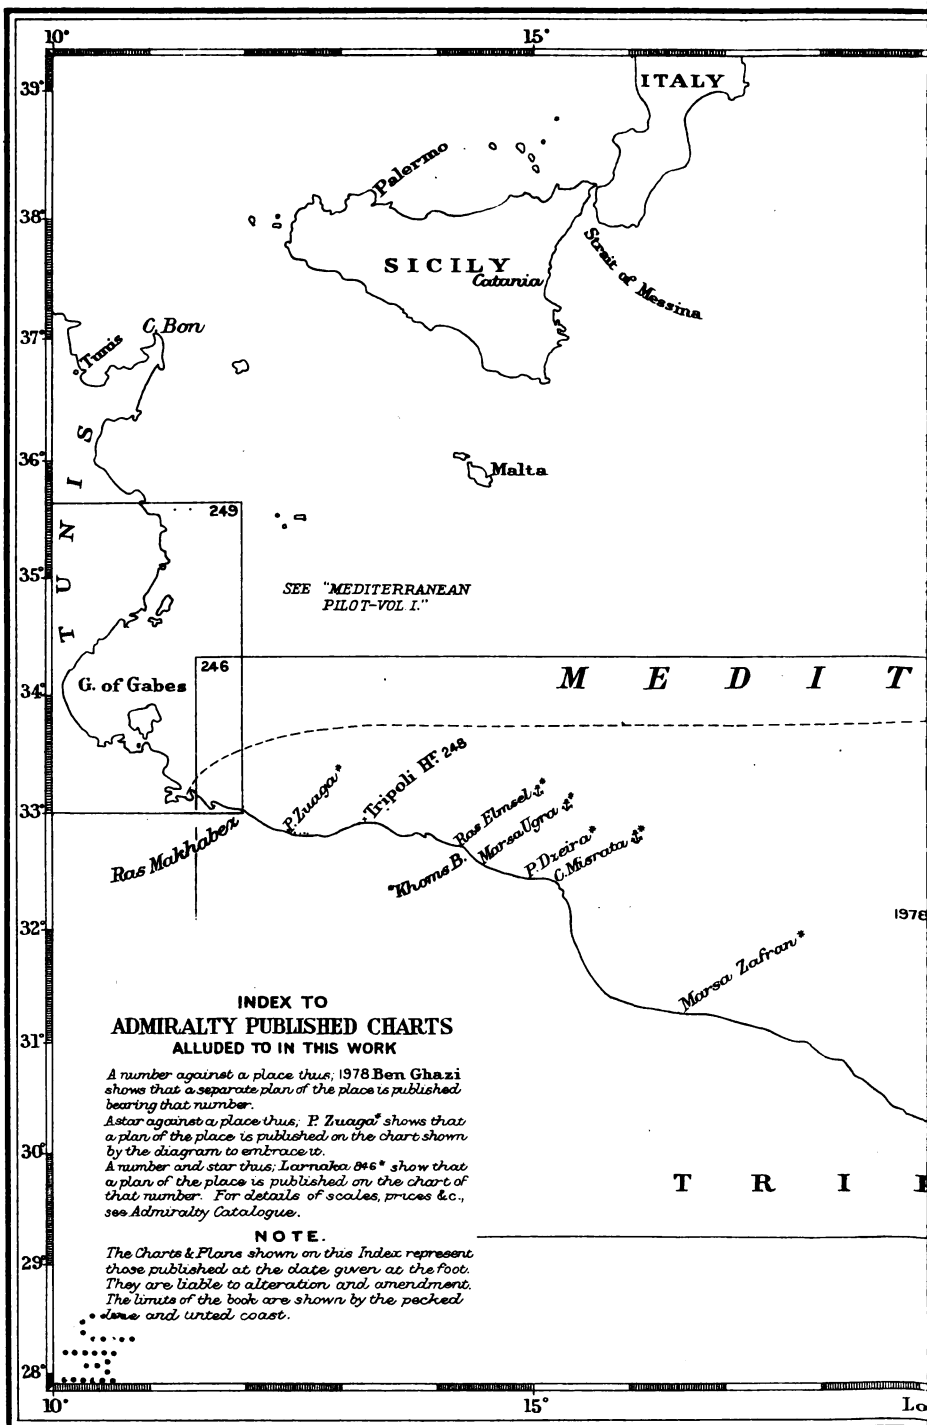 10° 15°
39°
ITALY
Palermo
38°
Strait of Messina
SICILY
Catania
37°
C. Bon
Tunis
36°
Malta
TUNIS
249
35°
SEE "MEDITERRANEAN
PILOT-VOL I."
246
MEDIT
34°
G. of Gabes
Tripoli Hr. 248
P. Zuaga*
33°
Ras Makhabez
Ras Elmsel ⚓*
Marsa Ugra ⚓*
*Khoms B.
P. Dzeira*
C. Misrata ⚓*
1978
32°
Marsa Zafran*
31°
INDEX TO
ADMIRALTY PUBLISHED CHARTS
ALLUDED TO IN THIS WORK
A number against a place thus; 1978 Ben Ghazi
shows that a separate plan of the place is published
bearing that number.
A star against a place thus; P. Zuaga* shows that
a plan of the place is published on the chart shown
by the diagram to embrace it.
A number and star thus; Larnaka 846* show that
a plan of the place is published on the chart of
that number. For details of scales, prices &c.,
see Admiralty Catalogue.
30°
TRI
NOTE.
The Charts & Plans shown on this Index represent
those published at the date given at the foot.
They are liable to alteration and amendment.
The limits of the book are shown by the pecked
line and tinted coast.
29°
28°
10° 15°
Lo